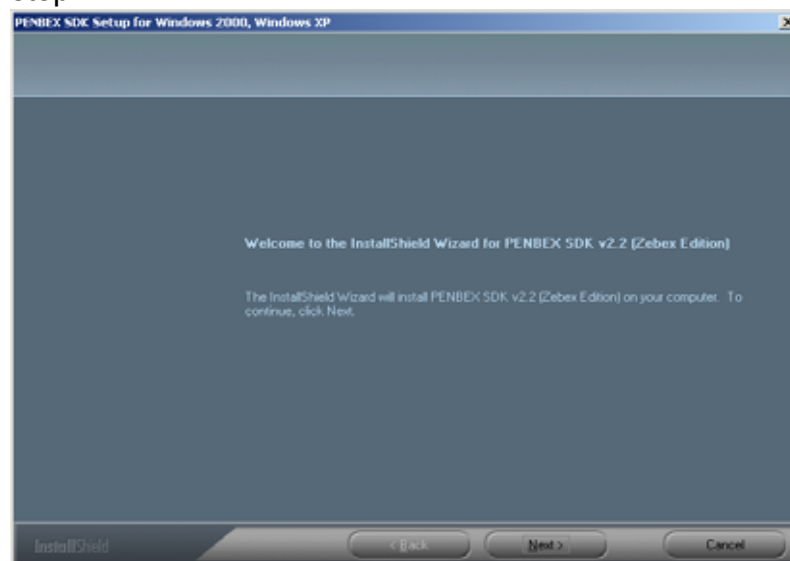 PENBEX SDK Setup for Windows 2000, Windows XP
Welcome to the InstallShield Wizard for PENBEX SDK v2.2 (Zebex Edition)
The InstallShield Wizard will install PENBEX SDK v2.2 (Zebex Edition) on your computer. To
continue, click Next.
InstallShield
< Back
Next >
Cancel